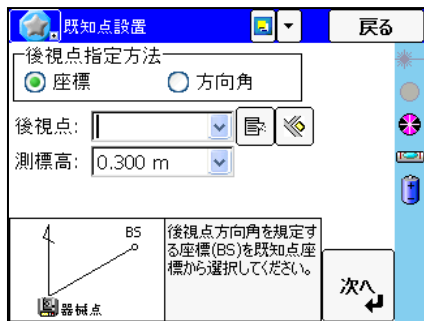 既知点設置
戻る
後視点指定方法
座標
方向角
後視点:
測標高: 0.300 m
BS
器械点
後視点方向角を規定す
る座標(BS)を既知点座
標から選択してください。
次へ